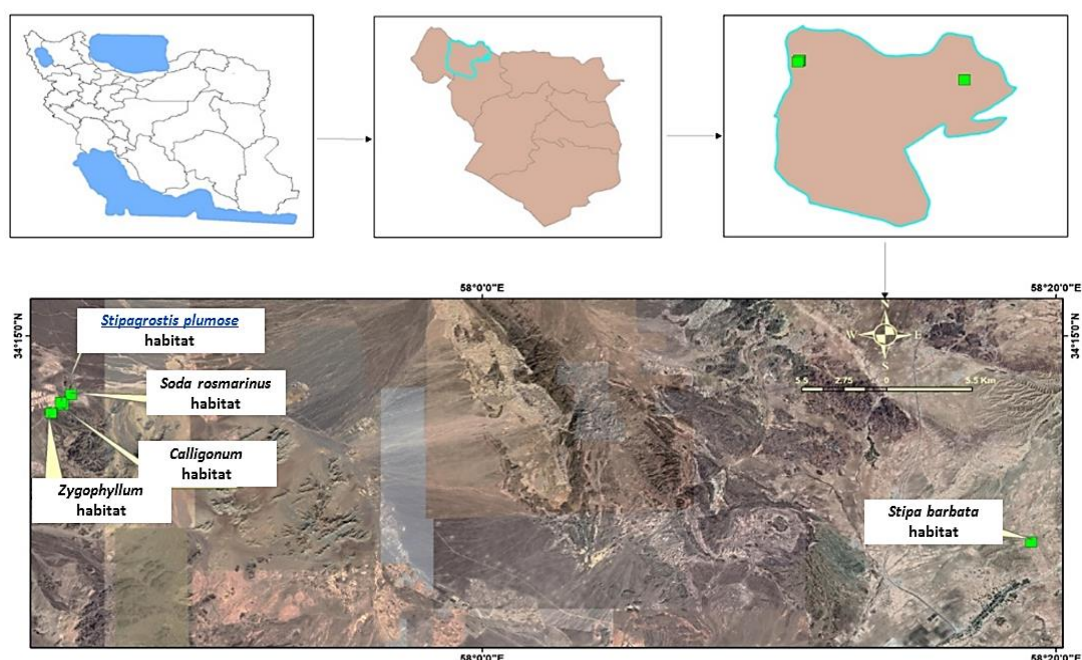 58°0'0"E
58°20'0"E
34°15'0"N
34°15'0"N
Stipagrostis plumose
habitat
N
W
E
S
5.5 2.75 0 5.5 Km
Soda rosmarinus
habitat
Calligonum
habitat
Zygophyllum
habitat
Stipa barbata
habitat
58°0'0"E
58°20'0"E